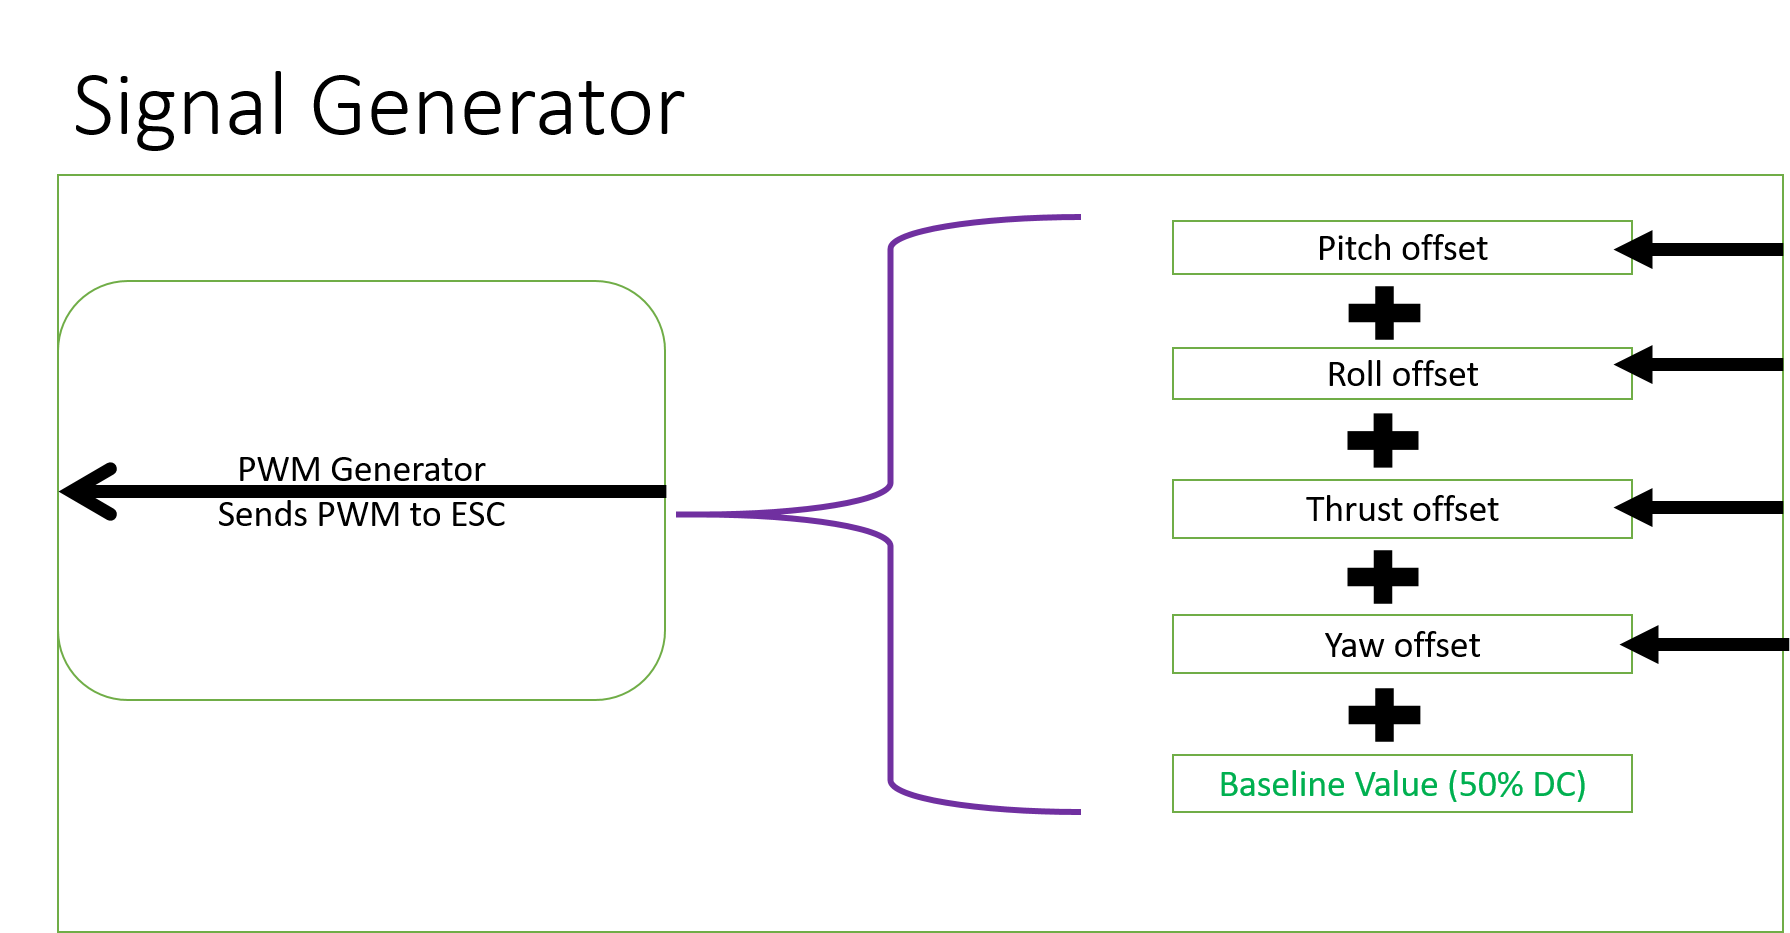 Signal Generator
Pitch offset
Roll offset
PWM Generator
Sends PWM to ESC
Thrust offset
Yaw offset
Baseline Value (50% DC)